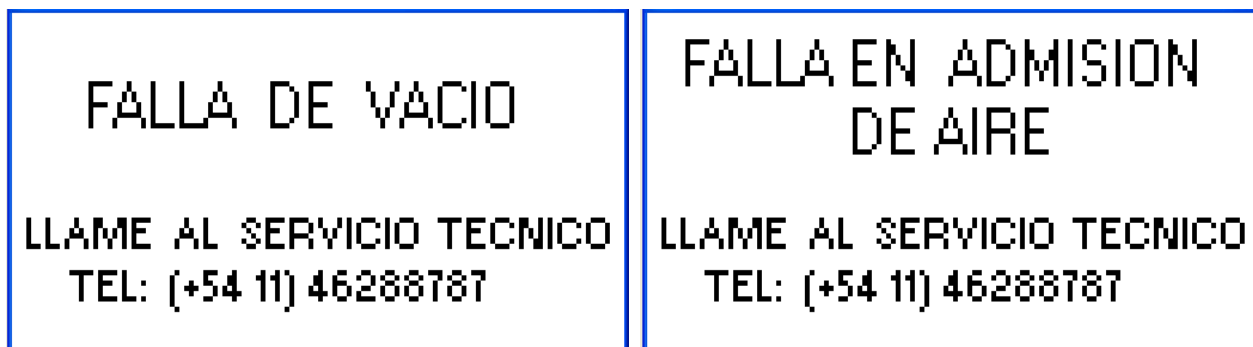 FALLA DE VACIO
LLAME AL SERVICIO TECNICO
TEL: (+54 11) 46288787
FALLA EN ADMISION
DE AIRE
LLAME AL SERVICIO TECNICO
TEL: (+54 11) 46288787